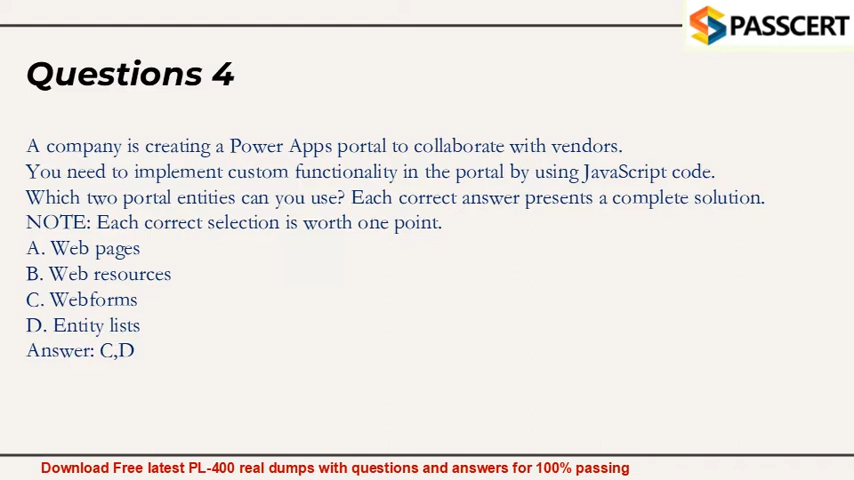 PASSCERT
Questions 4
A company is creating a Power Apps portal to collaborate with vendors.
You need to implement custom functionality in the portal by using JavaScript code.
Which two portal entities can you use? Each correct answer presents a complete solution.
NOTE: Each correct selection is worth one point.
A. Web pages
B. Web resources
C. Webforms
D. Entity lists
Answer: C,D
Download Free latest PL-400 real dumps with questions and answers for 100% passing